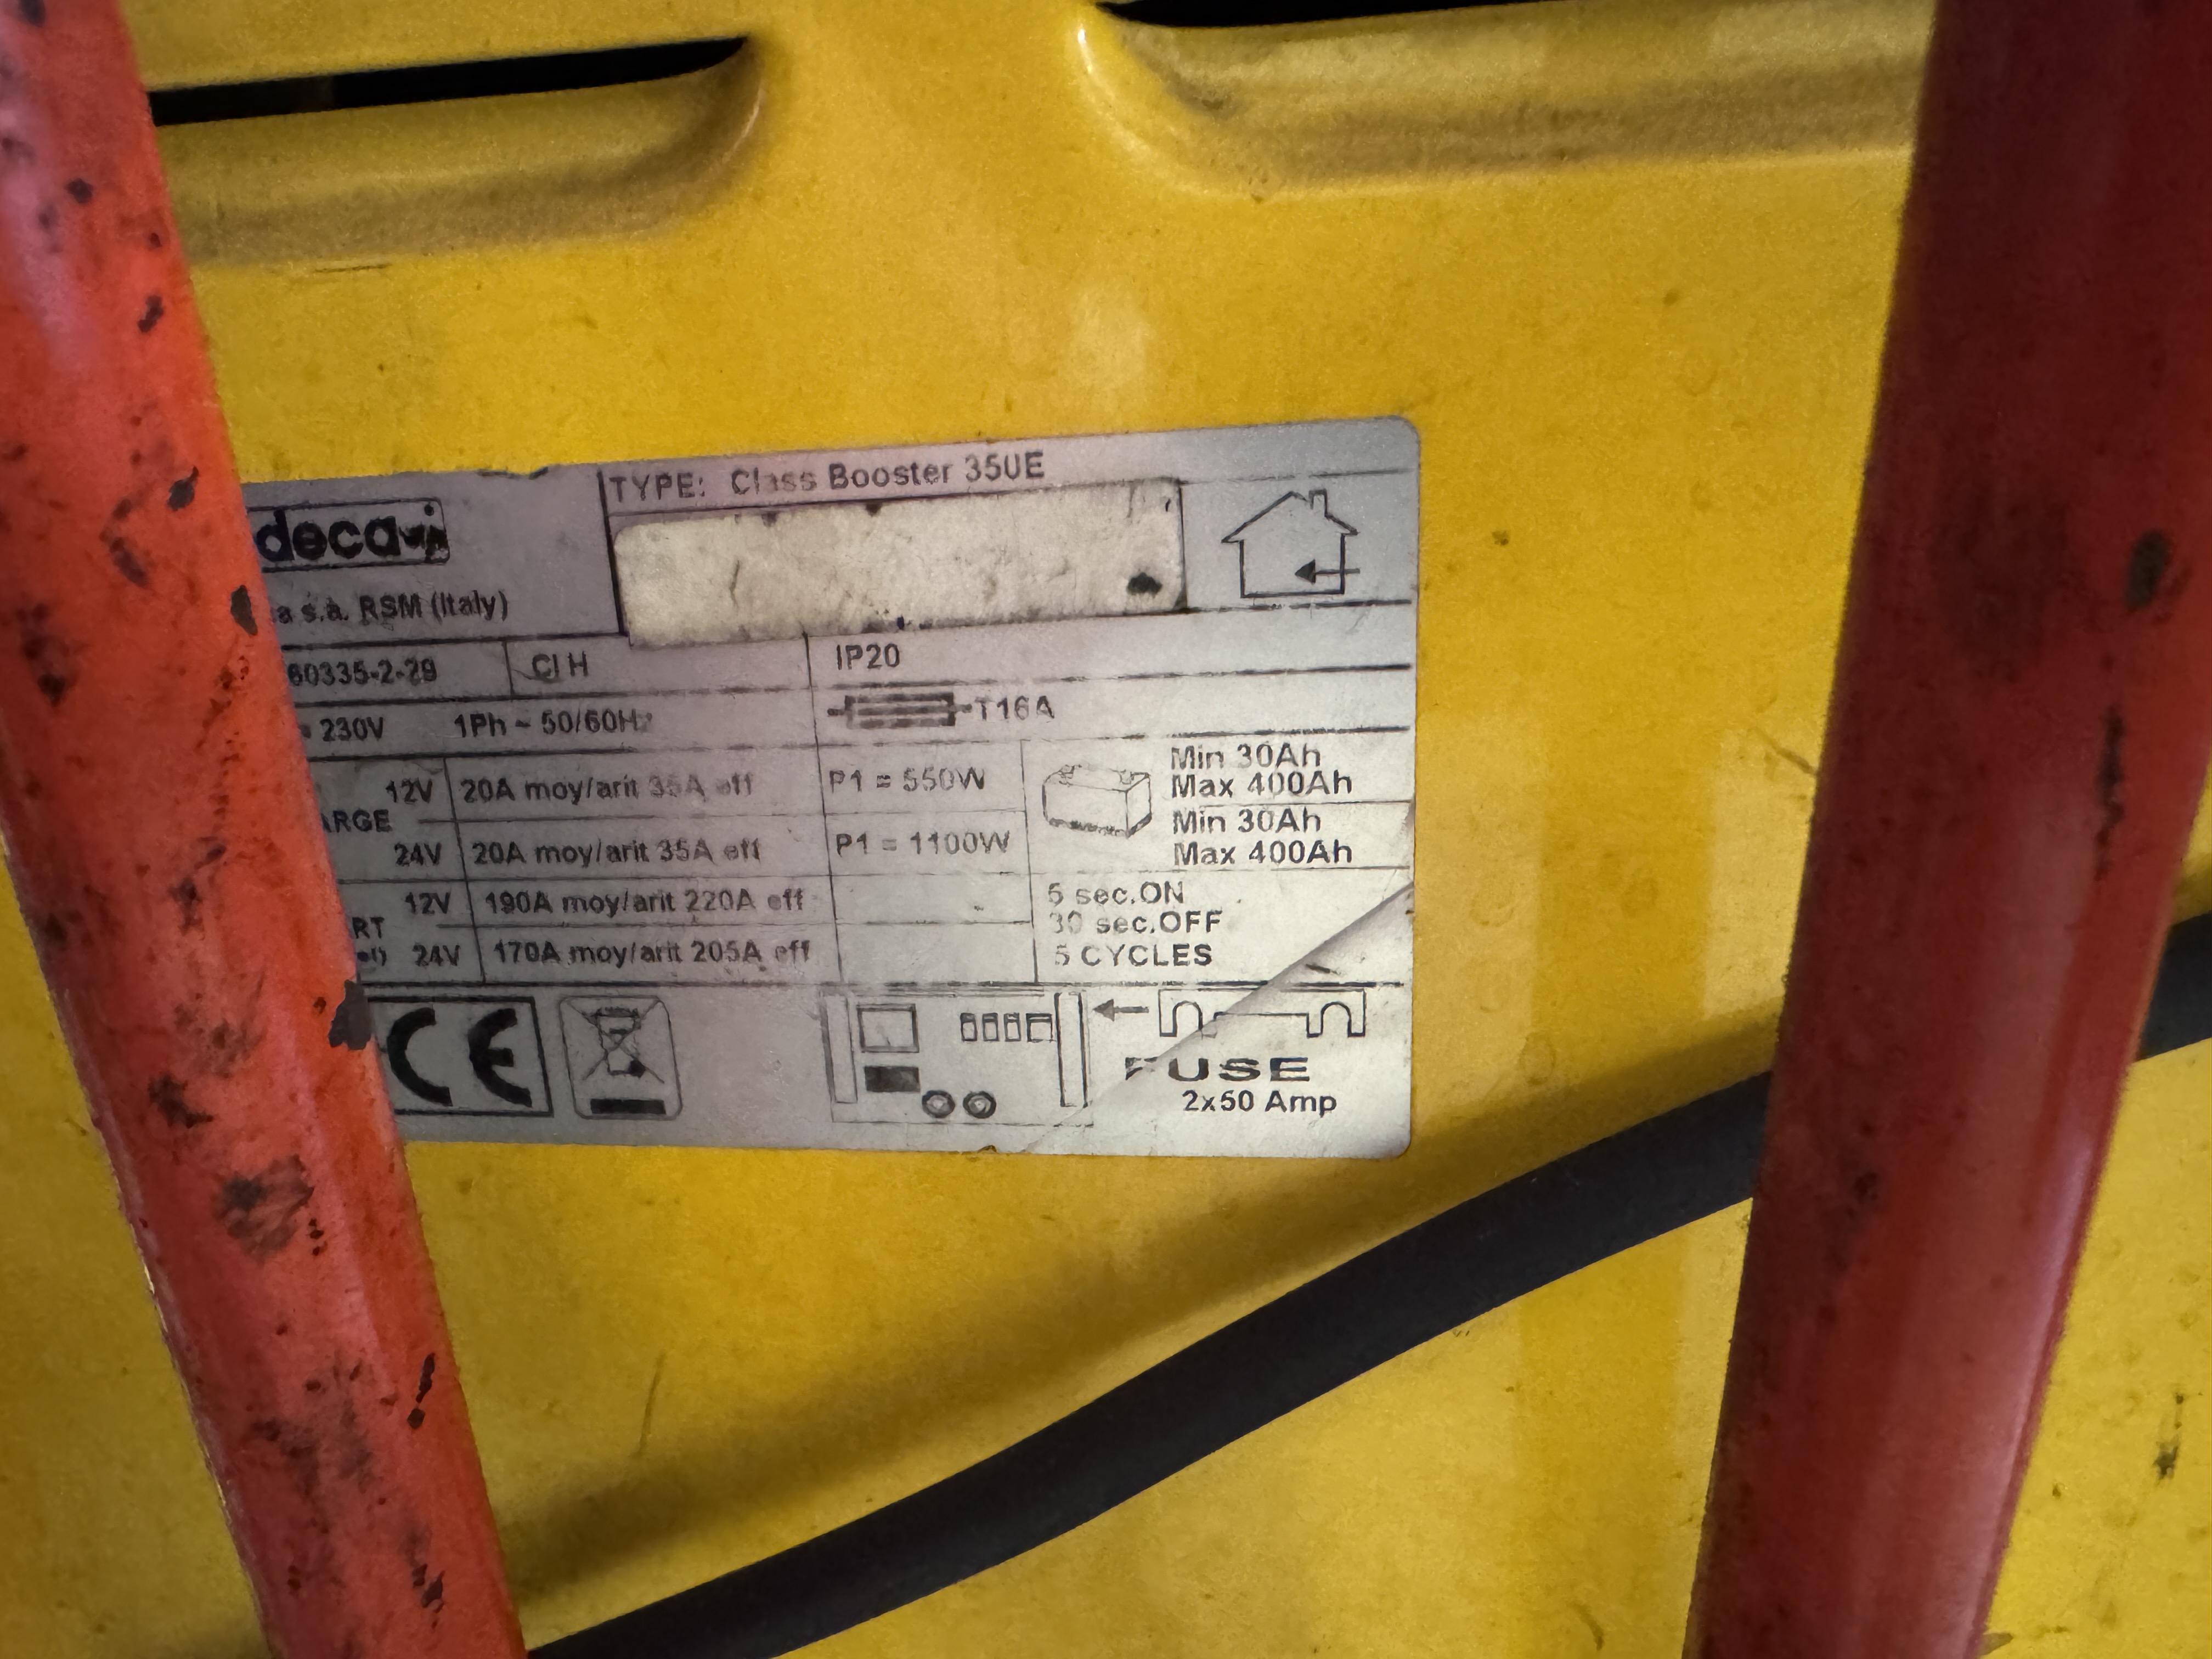 TYPE: Class Booster 350E
deca
a s.a. RSM (Italy)
60335-2-29
Cl H
IP20
= 230V 1Ph ~ 50/60Hz
T16A
12V 20A moy/arit 35A eff P1 = 550W Min 30Ah
Max 400Ah
ARGE
24V 20A moy/arit 35A eff P1 = 1100W Min 30Ah
Max 400Ah
12V 190A moy/arit 220A eff
RT
24V 170A moy/arit 205A eff
5 sec.ON
30 sec.OFF
5 CYCLES
CE
FUSE
2x50 Amp